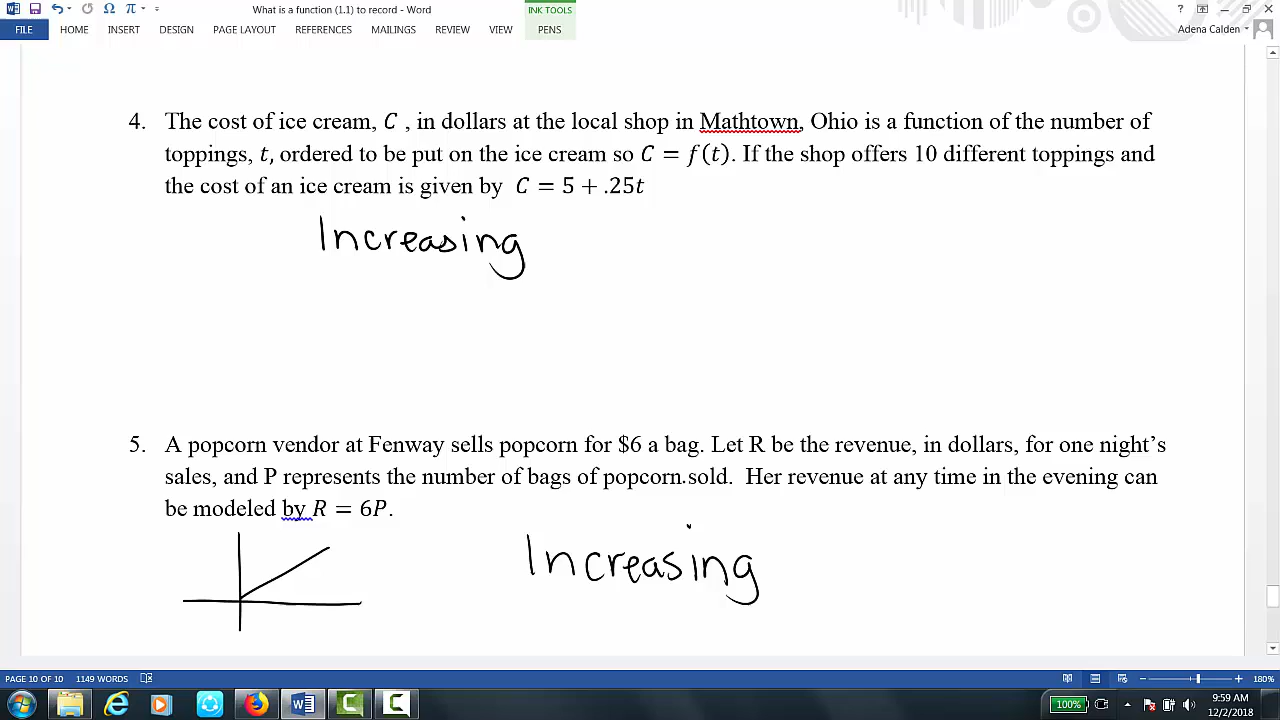 What is a function (1.1) to record - Word
INK TOOLS
FILE HOME INSERT DESIGN PAGE LAYOUT REFERENCES MAILINGS REVIEW VIEW PENS
Adena Calden
4. The cost of ice cream, C , in dollars at the local shop in Mathtown, Ohio is a function of the number of
toppings, t, ordered to be put on the ice cream so C = f(t). If the shop offers 10 different toppings and
the cost of an ice cream is given by C = 5 + .25t
Increasing
5. A popcorn vendor at Fenway sells popcorn for $6 a bag. Let R be the revenue, in dollars, for one night's
sales, and P represents the number of bags of popcorn sold. Her revenue at any time in the evening can
be modeled by R = 6P.
Increasing
PAGE 10 OF 10 1149 WORDS 180%
100% 9:59 AM
12/2/2018